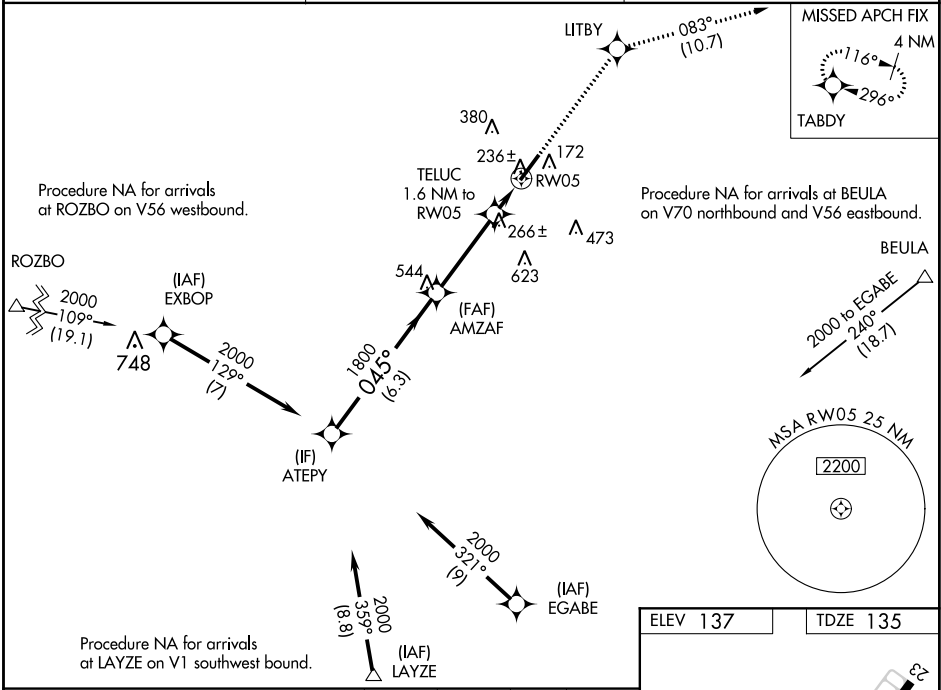 MISSED APCH FIX
4 NM
116°
296°
TABDY
LITBY
083°
(10.7)
380
236±
172
RW05
TELUC
1.6 NM to
RW05
266±
473
623
544
(FAF)
AMZAF
Procedure NA for arrivals
at ROZBO on V56 westbound.
Procedure NA for arrivals at BEULA
on V70 northbound and V56 eastbound.
ROZBO
2000
109°
(19.1)
748
(IAF)
EXBOP
2000
129°
(7)
1800
045°
(6.3)
(IF)
ATEPY
BEULA
2000 to EGABE
240°
(18.7)
MSA RW05 25 NM
2200
2000
321°
(9)
(IAF)
EGABE
2000
359°
(8.8)
(IAF)
LAYZE
Procedure NA for arrivals
at LAYZE on V1 southwest bound.
ELEV 137
TDZE 135
23